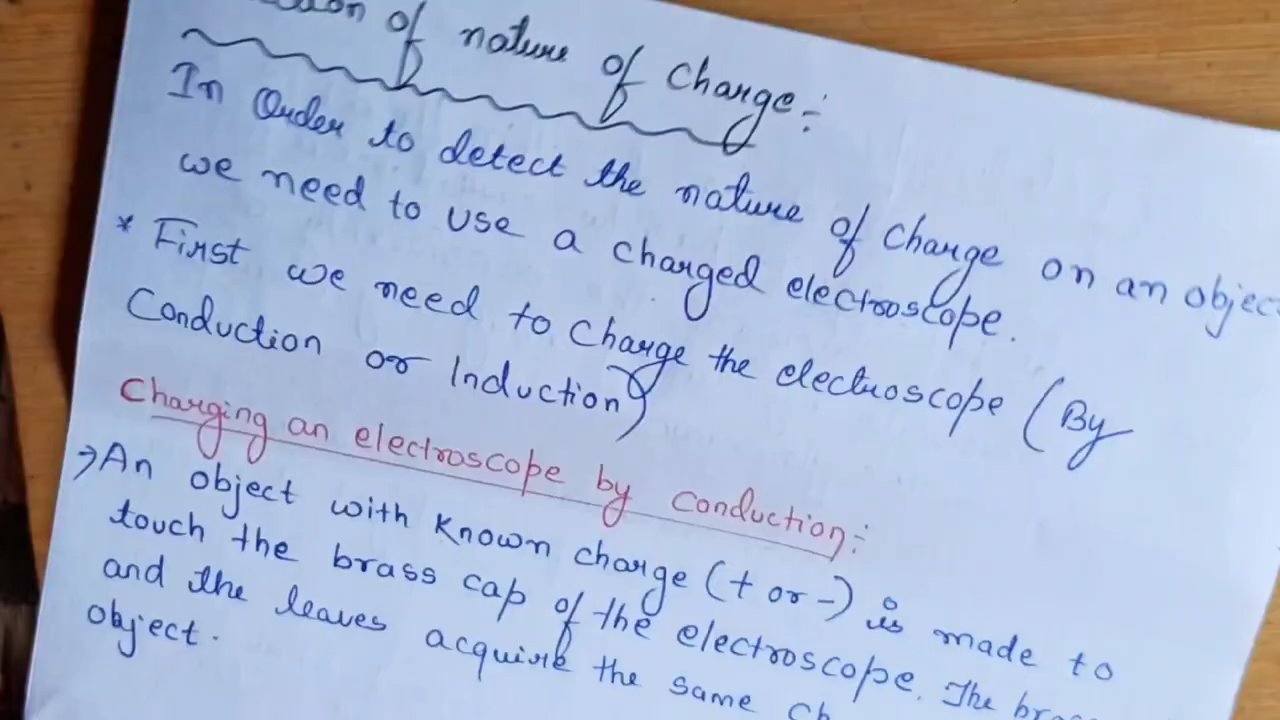 of nature of charge:-
In Order to detect the nature of charge on an objec
we need to use a charged electrooscope.
* First we need to charge the electroscope (By
Conduction or Induction)
Charging an electroscope by conduction:-
→ An object with known charge (+ or -) is made to
touch the brass cap of the electroscope. The
and the leaves acquire the same
object.